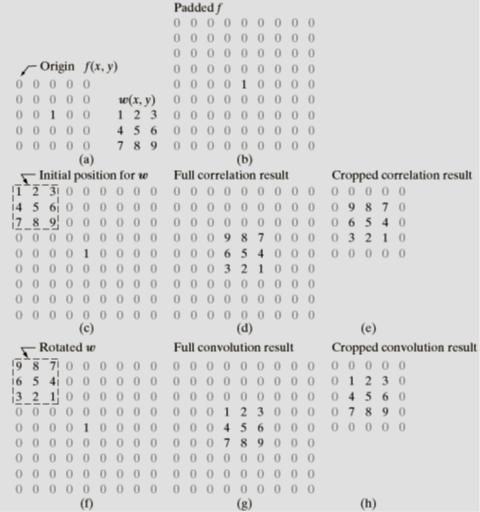 Origin f(x, y)
0 0 0 0 0
0 0 0 0 0
0 0 1 0 0
0 0 0 0 0
0 0 0 0 0
w(x, y)
1 2 3
4 5 6
7 8 9
(a)
Padded f
0 0 0 0 0 0 0 0 0
0 0 0 0 0 0 0 0 0
0 0 0 0 0 0 0 0 0
0 0 0 0 0 0 0 0 0
0 0 0 0 1 0 0 0 0
0 0 0 0 0 0 0 0 0
0 0 0 0 0 0 0 0 0
0 0 0 0 0 0 0 0 0
0 0 0 0 0 0 0 0 0
(b)
Initial position for w
1 2 3 0 0 0 0 0 0
4 5 6 0 0 0 0 0 0
7 8 9 0 0 0 0 0 0
0 0 0 0 0 0 0 0 0
0 0 0 0 1 0 0 0 0
0 0 0 0 0 0 0 0 0
0 0 0 0 0 0 0 0 0
0 0 0 0 0 0 0 0 0
0 0 0 0 0 0 0 0 0
(c)
Full correlation result
0 0 0 0 0 0 0 0 0
0 0 0 0 0 0 0 0 0
0 0 0 0 0 0 0 0 0
0 0 0 9 8 7 0 0 0
0 0 0 6 5 4 0 0 0
0 0 0 3 2 1 0 0 0
0 0 0 0 0 0 0 0 0
0 0 0 0 0 0 0 0 0
0 0 0 0 0 0 0 0 0
(d)
Cropped correlation result
0 0 0 0 0
0 9 8 7 0
0 6 5 4 0
0 3 2 1 0
0 0 0 0 0
(e)
Rotated w
9 8 7 0 0 0 0 0 0
6 5 4 0 0 0 0 0 0
3 2 1 0 0 0 0 0 0
0 0 0 0 0 0 0 0 0
0 0 0 0 1 0 0 0 0
0 0 0 0 0 0 0 0 0
0 0 0 0 0 0 0 0 0
0 0 0 0 0 0 0 0 0
0 0 0 0 0 0 0 0 0
(f)
Full convolution result
0 0 0 0 0 0 0 0 0
0 0 0 0 0 0 0 0 0
0 0 0 0 0 0 0 0 0
0 0 0 1 2 3 0 0 0
0 0 0 4 5 6 0 0 0
0 0 0 7 8 9 0 0 0
0 0 0 0 0 0 0 0 0
0 0 0 0 0 0 0 0 0
0 0 0 0 0 0 0 0 0
(g)
Cropped convolution result
0 0 0 0 0
0 1 2 3 0
0 4 5 6 0
0 7 8 9 0
0 0 0 0 0
(h)